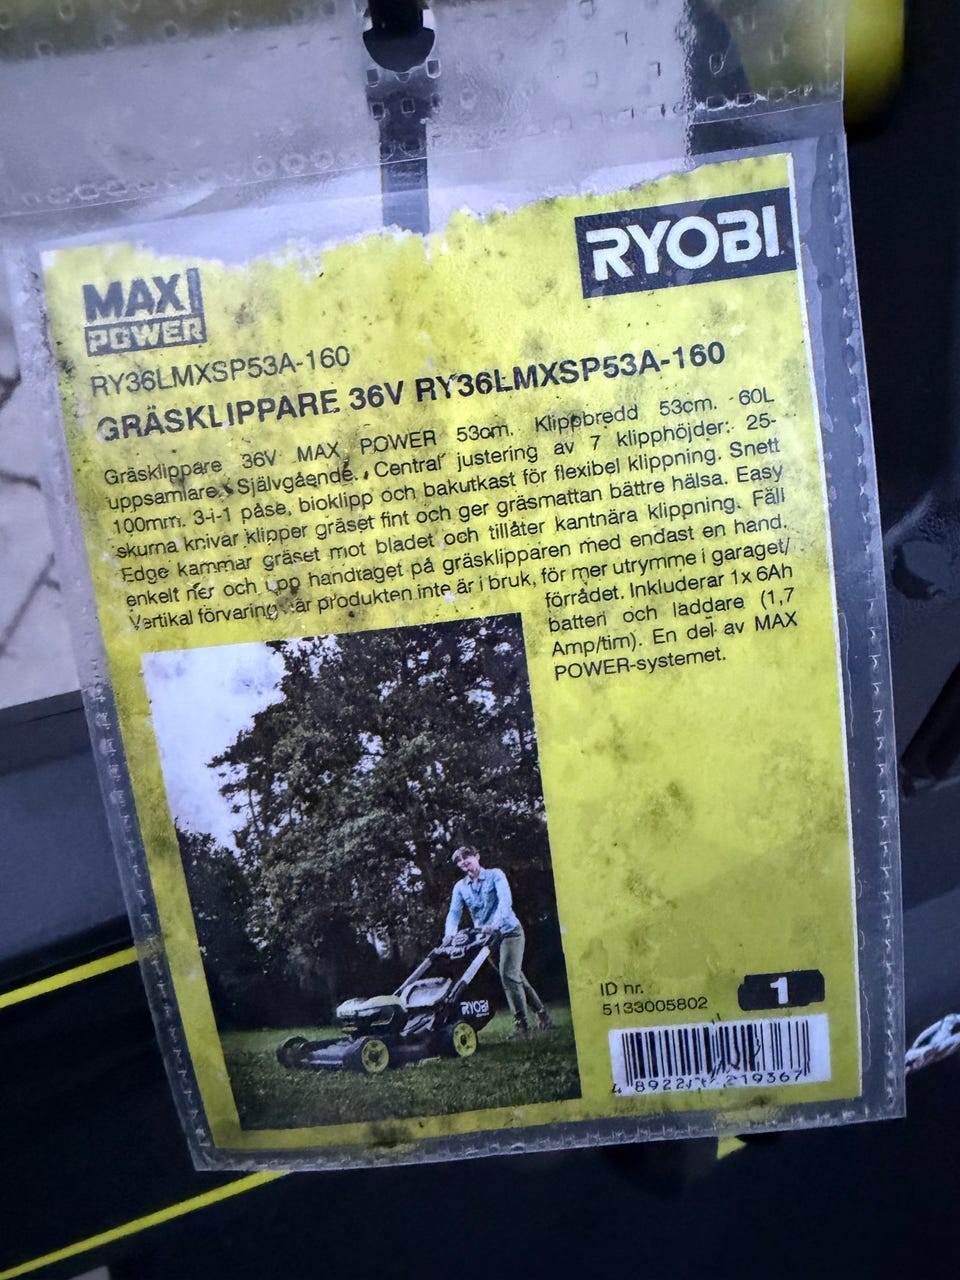 RYOBI
MAX
POWER
RY36LMXSP53A-160
GRÄSKLIPPARE 36V RY36LMXSP53A-160
Gräsklippare 36V MAX POWER 53cm. Klippbredd 53cm. 60L
uppsamlare. Självgående. Central justering av 7 klipphöjder: 25-
100mm. 3-i-1 påse, bioklipp och bakutkast för flexibel klippning. Snett
skurna knivar klipper gräset fint och ger gräsmattan bättre hälsa. Easy
Edge kammar gräset mot bladet och tillåter kantnära klippning. Fäll
enkelt ner och upp handtaget på gräsklipparen med endast en hand.
Vertikal förvaring när produkten inte är i bruk, för mer utrymme i garaget/
förrådet. Inkluderar 1x 6Ah
batteri och laddare (1,7
Amp/tim). En del av MAX
POWER-systemet.
RYOBI
ID nr.
5133005802
1